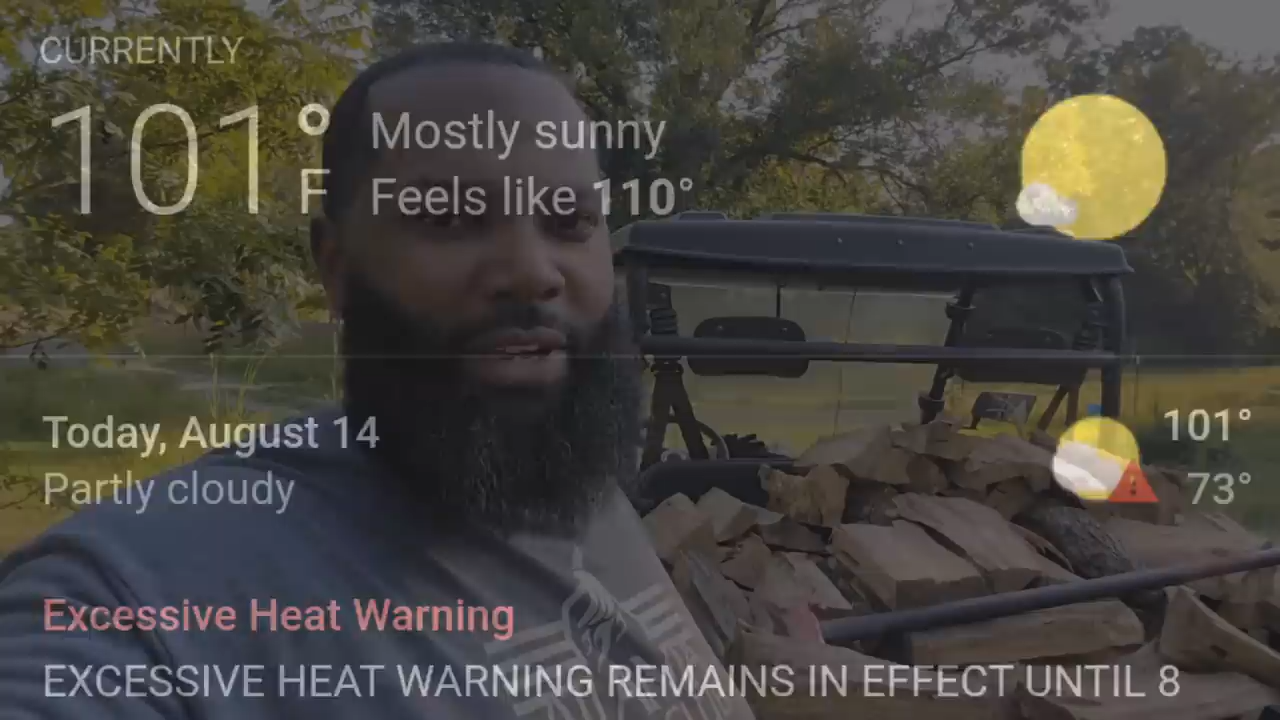 CURRENTLY
101°F
Mostly sunny
Feels like 110°
Today, August 14
Partly cloudy
101°
73°
Excessive Heat Warning
EXCESSIVE HEAT WARNING REMAINS IN EFFECT UNTIL 8